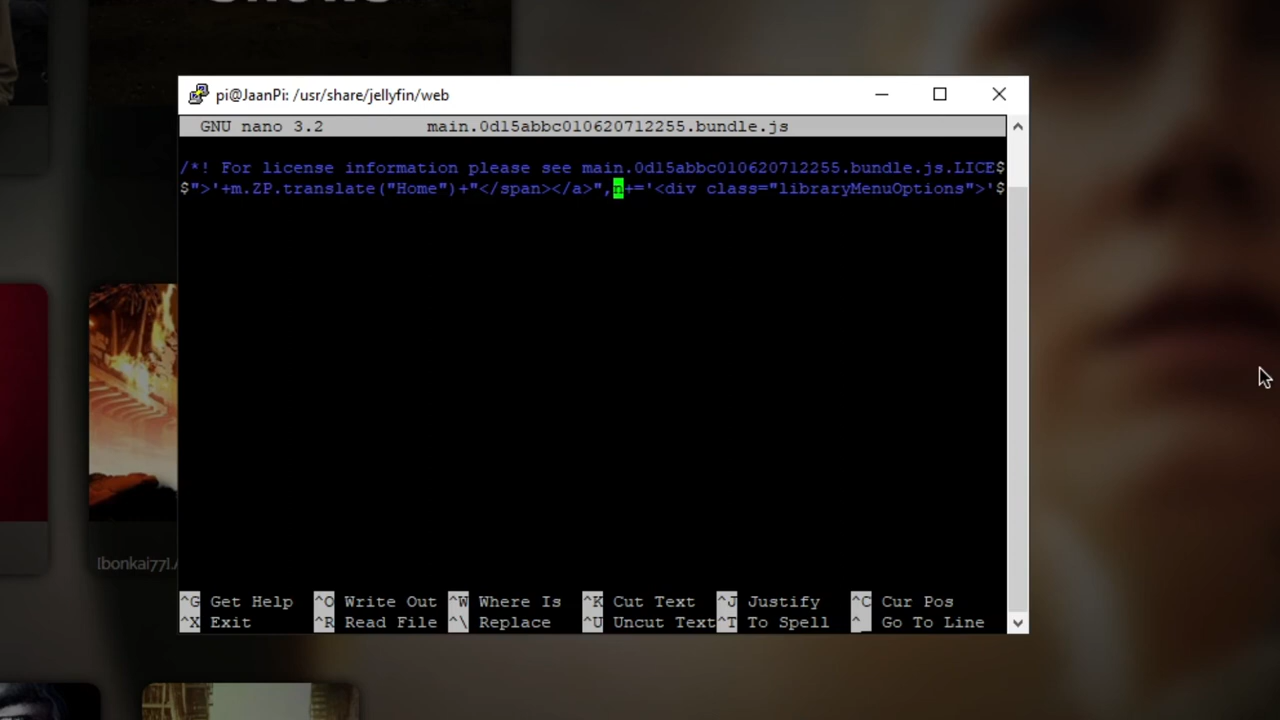 pi@JaanPi: /usr/share/jellyfin/web
GNU nano 3.2 main.0d15abbc010620712255.bundle.js
/*! For license information please see main.0d15abbc010620712255.bundle.js.LICE$
$">'+m.ZP.translate("Home")+"</span></a>",n+='<div class="libraryMenuOptions">'$
[bonkai77].
^G Get Help ^O Write Out ^W Where Is ^K Cut Text ^J Justify ^C Cur Pos
^X Exit ^R Read File ^\ Replace ^U Uncut Text ^T To Spell ^_ Go To Line